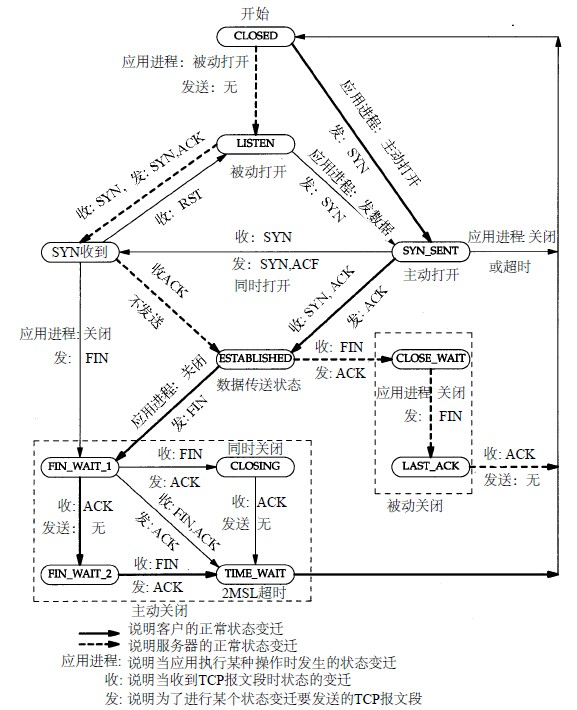 开始
CLOSED
应用进程：被动打开
发送：无
应用进程：主动打开
发：SYN
LISTEN
被动打开
收：SYN，发：SYN,ACK
收：RST
应用进程：发数据
发：SYN
SYN收到
收：SYN
发：SYN,ACF
同时打开
SYN_SENT
主动打开
应用进程 关闭
或超时
收ACK
不发送
收：SYN, ACK
发：ACK
应用进程：关闭
发：FIN
ESTABLISHED
数据传送状态
收：FIN
发：ACK
CLOSE_WAIT
应用进程 关闭
发：FIN
应用进程：关闭
发：FIN
LAST_ACK
收：ACK
发送：无
被动关闭
FIN_WAIT_1
收：FIN
发：ACK
同时关闭
CLOSING
收：ACK
发送：无
收：FIN,ACK
发：ACK
收：ACK
发送 无
FIN_WAIT_2
收：FIN
发：ACK
TIME_WAIT
2MSL超时
主动关闭
说明客户的正常状态变迁
说明服务器的正常状态变迁
应用进程：说明当应用执行某种操作时发生的状态变迁
收：说明当收到TCP报文段时状态的变迁
发：说明为了进行某个状态变迁要发送的TCP报文段